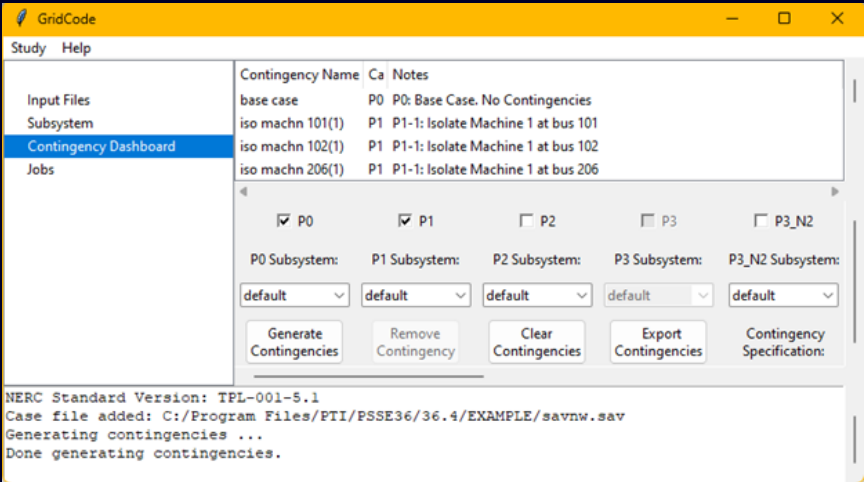 GridCode
Study Help
Input Files
Subsystem
Contingency Dashboard
Jobs
Contingency Name Ca Notes
base case P0 P0: Base Case. No Contingencies
iso machn 101(1) P1 P1-1: Isolate Machine 1 at bus 101
iso machn 102(1) P1 P1-1: Isolate Machine 1 at bus 102
iso machn 206(1) P1 P1-1: Isolate Machine 1 at bus 206
P0 P1 P2 P3 P3_N2
P0 Subsystem: P1 Subsystem: P2 Subsystem: P3 Subsystem: P3_N2 Subsystem:
default default default default default
Generate Contingencies
Remove Contingency
Clear Contingencies
Export Contingencies
Contingency Specification:
NERC Standard Version: TPL-001-5.1
Case file added: C:/Program Files/PTI/PSSE36/36.4/EXAMPLE/savnw.sav
Generating contingencies ...
Done generating contingencies.